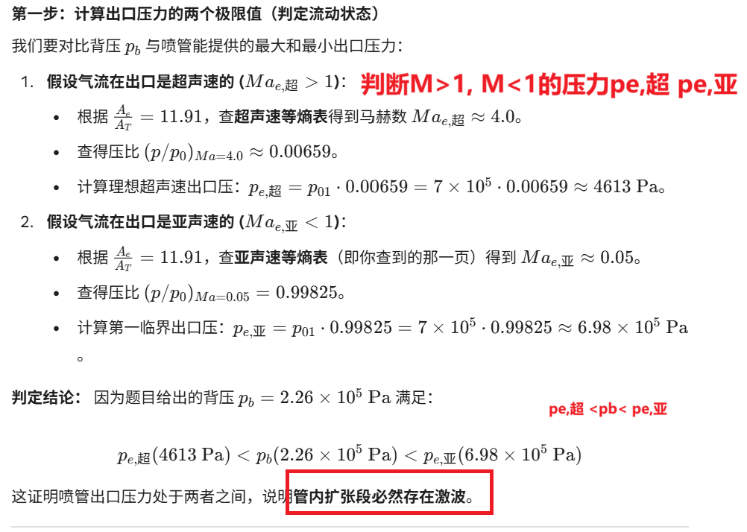 第一步：计算出口压力的两个极限值（判定流动状态）
我们要对比背压 p_b 与喷管能提供的最大和最小出口压力：
1. 假设气流在出口是超声速的 (Ma_{e,超} > 1)： 判断M>1, M<1的压力pe,超 pe,亚
• 根据 A_e/A_T = 11.91，查超声速等熵表得到马赫数 Ma_{e,超} ≈ 4.0。
• 查得压比 (p/p_0)_{Ma=4.0} ≈ 0.00659。
• 计算理想超声速出口压：p_{e,超} = p_{01} · 0.00659 = 7 × 10^5 · 0.00659 ≈ 4613 Pa。
2. 假设气流在出口是亚声速的 (Ma_{e,亚} < 1)：
• 根据 A_e/A_T = 11.91，查亚声速等熵表（即你查到的那一页）得到 Ma_{e,亚} ≈ 0.05。
• 查得压比 (p/p_0)_{Ma=0.05} = 0.99825。
• 计算第一临界出口压：p_{e,亚} = p_{01} · 0.99825 = 7 × 10^5 · 0.99825 ≈ 6.98 × 10^5 Pa
。
判定结论： 因为题目给出的背压 p_b = 2.26 × 10^5 Pa 满足：
pe,超 <pb< pe,亚
p_{e,超}(4613 Pa) < p_b(2.26 × 10^5 Pa) < p_{e,亚}(6.98 × 10^5 Pa)
这证明喷管出口压力处于两者之间，说明管内扩张段必然存在激波。